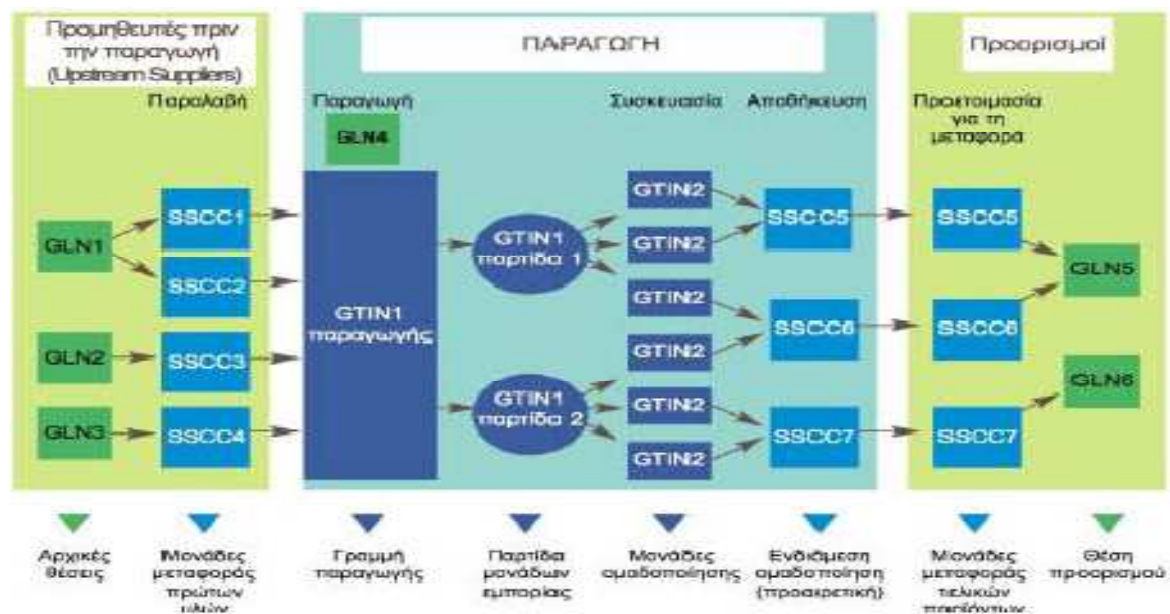 Προμηθευτές πριν
την παραγωγή
(Upstream Suppliers)
ΠΑΡΑΓΩΓΗ
Προορισμοί
Παραλαβή
Παραγωγή
Συσκευασία
Αποθήκευση
Προετοιμασία
για τη
μεταφορά
GLN4
GLN1
GLN2
GLN3
SSCC1
SSCC2
SSCC3
SSCC4
GTIN1
παραγωγής
GTIN1
παρτίδα 1
GTIN1
παρτίδα 2
GTIN2
GTIN2
GTIN2
GTIN2
GTIN2
GTIN2
SSCC5
SSCC6
SSCC7
SSCC5
SSCC6
SSCC7
GLN5
GLN6
Αρχικές
θέσεις
Μονάδες
μεταφοράς
πρώτων
υλών
Γραμμή
παραγωγής
Παρτίδα
μονάδων
εμπορίας
Μονάδες
ομαδοποίησης
Ενδιάμεση
ομαδοποίηση
(προαιρετική)
Μονάδες
μεταφοράς
τελικών
προϊόντων
Θέση
προορισμού